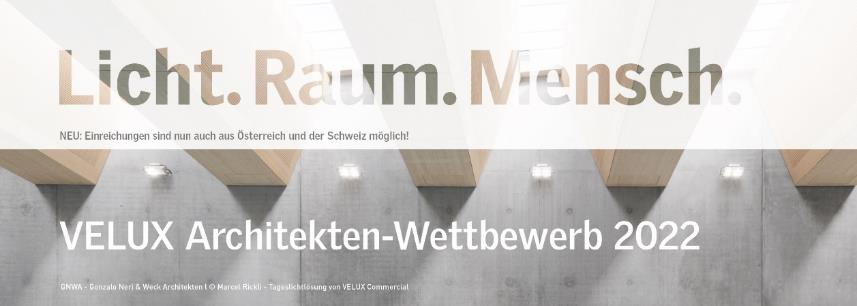 Licht. Raum. Mensch.
NEU: Einreichungen sind nun auch aus Österreich und der Schweiz möglich!
VELUX Architekten-Wettbewerb 2022
GNWA - Gonzalo Neri & Weck Architekten l © Marcel Rickli - Tageslichtlösung von VELUX Commercial